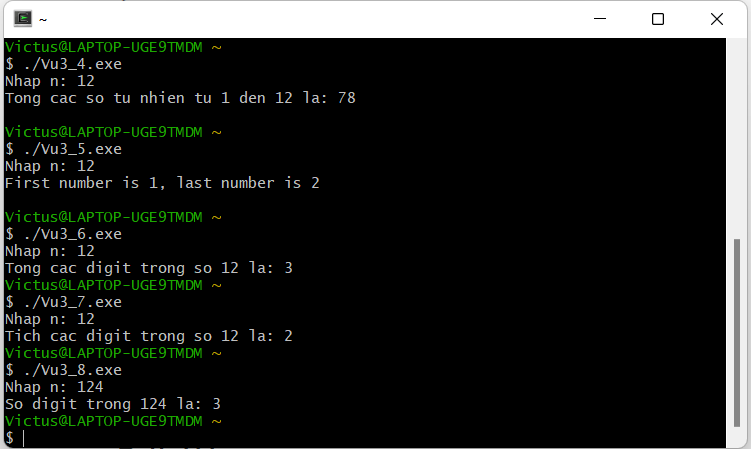 ~
Victus@LAPTOP-UGE9TMDM ~
$ ./Vu3_4.exe
Nhap n: 12
Tong cac so tu nhien tu 1 den 12 la: 78
Victus@LAPTOP-UGE9TMDM ~
$ ./Vu3_5.exe
Nhap n: 12
First number is 1, last number is 2
Victus@LAPTOP-UGE9TMDM ~
$ ./Vu3_6.exe
Nhap n: 12
Tong cac digit trong so 12 la: 3
Victus@LAPTOP-UGE9TMDM ~
$ ./Vu3_7.exe
Nhap n: 12
Tich cac digit trong so 12 la: 2
Victus@LAPTOP-UGE9TMDM ~
$ ./Vu3_8.exe
Nhap n: 124
So digit trong 124 la: 3
Victus@LAPTOP-UGE9TMDM ~
$